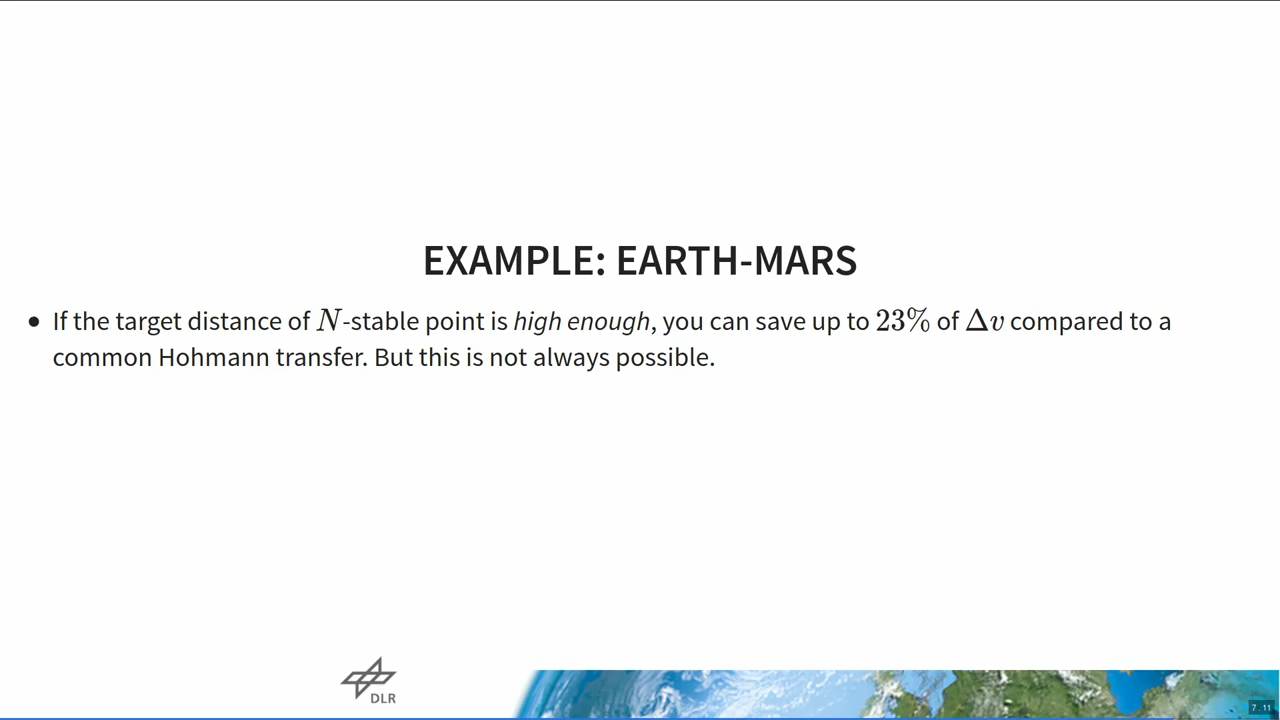 EXAMPLE: EARTH-MARS
• If the target distance of N-stable point is high enough, you can save up to 23% of Δv compared to a
common Hohmann transfer. But this is not always possible.
DLR
7.11